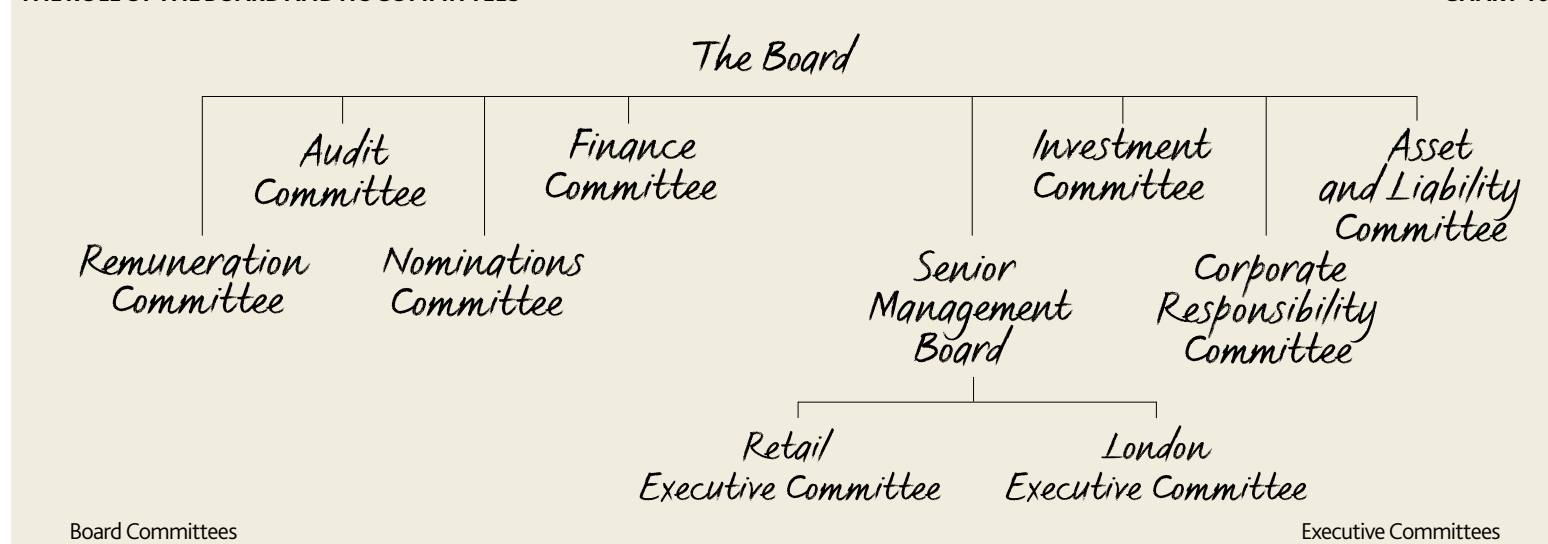 The Board
Audit
Committee
Finance
Committee
Investment
Committee
Asset
and Liability
Committee
Remuneration
Committee
Nominations
Committee
Senior
Management
Board
Corporate
Responsibility
Committee
Retail
Executive Committee
London
Executive Committee
Board Committees
Executive Committees